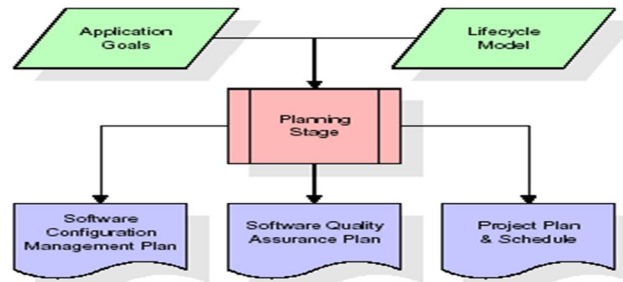 Application
Goals
Lifecycle
Model
Planning
Stage
Software
Configuration
Management Plan
Software Quality
Assurance Plan
Project Plan
& Schedule